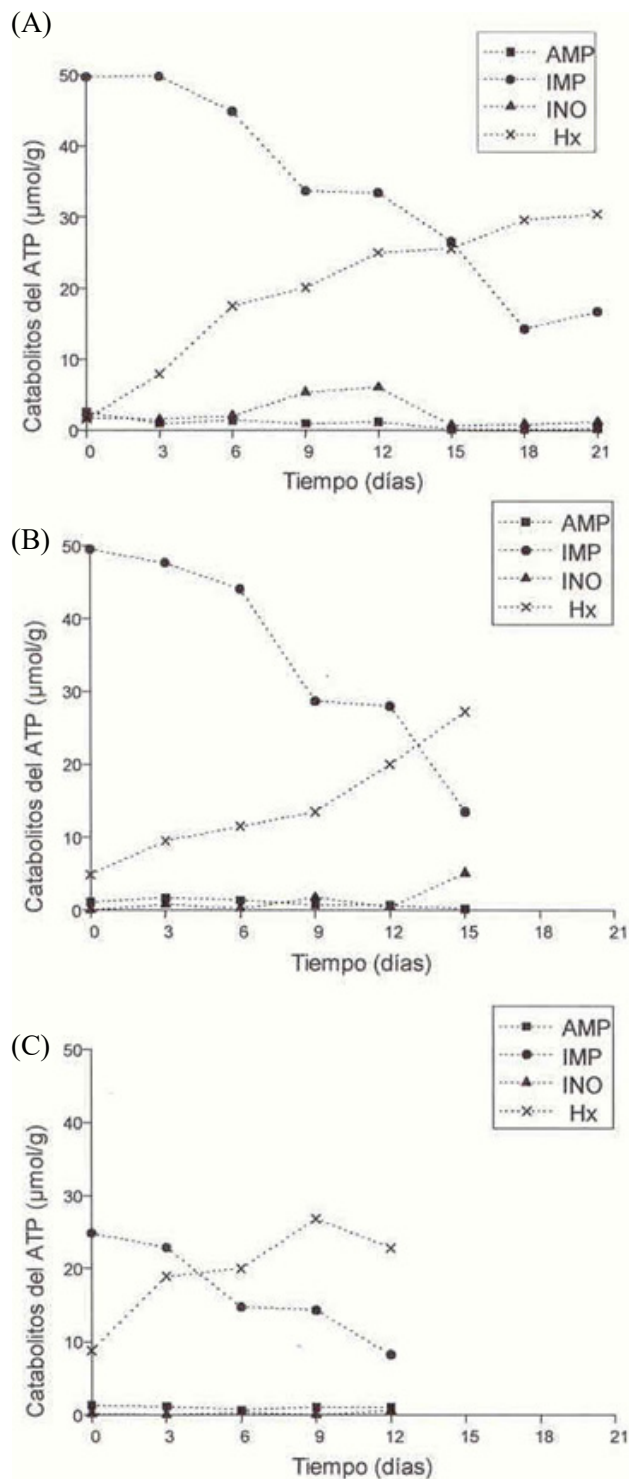 (A)
AMP
IMP
INO
Hx
50
40
30
20
10
0
Catabolitos del ATP (µmol/g)
0 3 6 9 12 15 18 21
Tiempo (días)
(B)
AMP
IMP
INO
Hx
50
40
30
20
10
0
Catabolitos del ATP (µmol/g)
0 3 6 9 12 15 18 21
Tiempo (días)
(C)
AMP
IMP
INO
Hx
50
40
30
20
10
0
Catabolitos del ATP (µmol/g)
0 3 6 9 12 15 18 21
Tiempo (días)